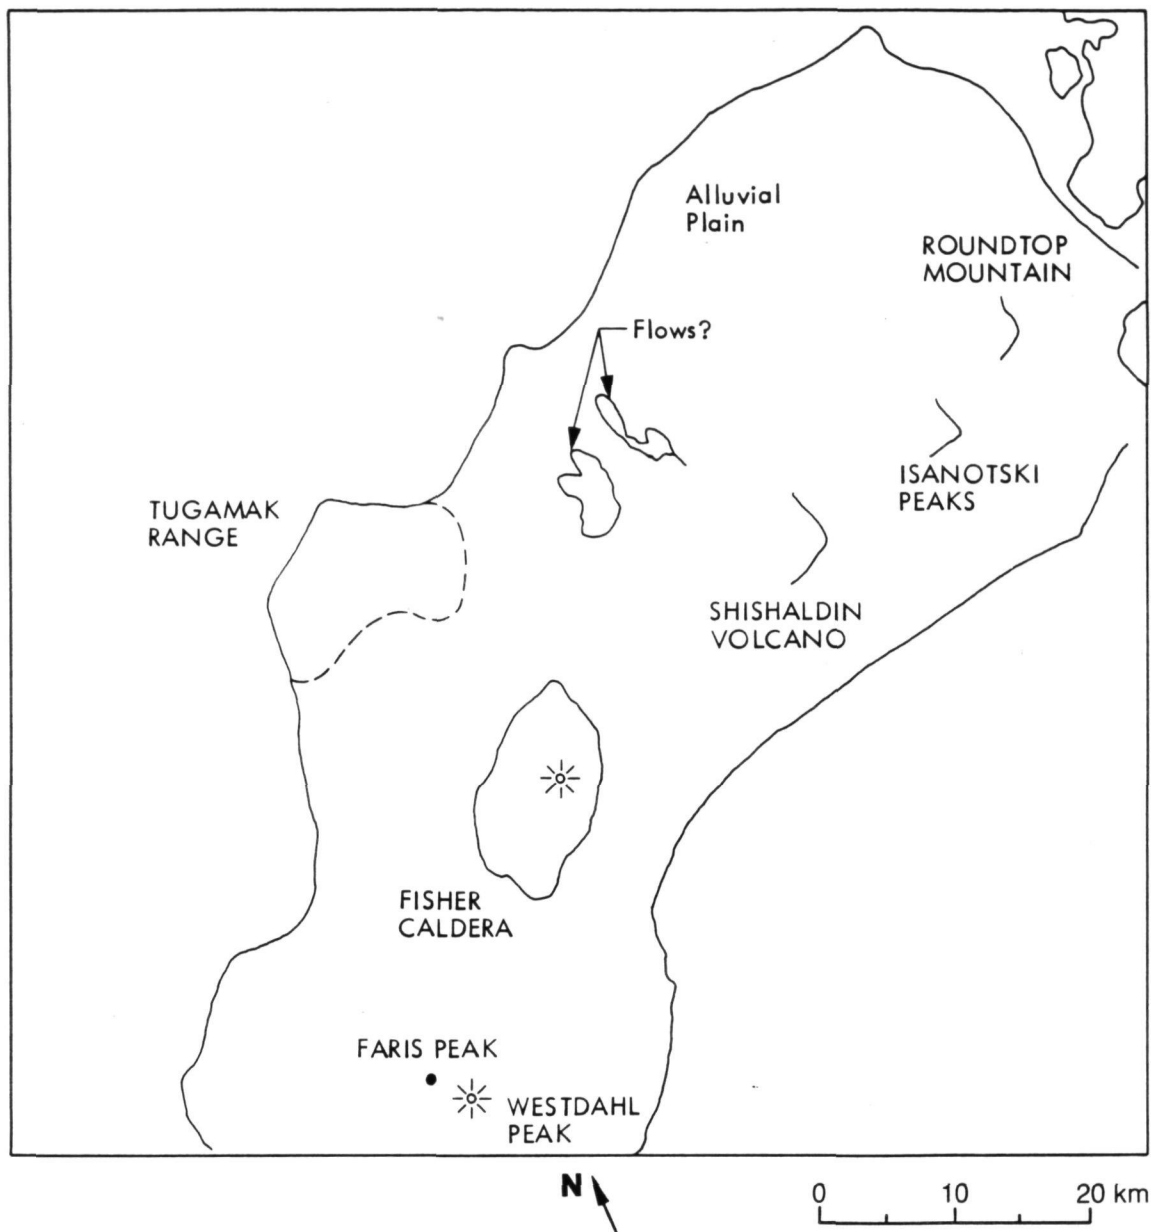 Alluvial
Plain
ROUNDTOP
MOUNTAIN
Flows?
ISANOTSKI
PEAKS
TUGAMAK
RANGE
SHISHALDIN
VOLCANO
FISHER
CALDERA
FARIS PEAK
WESTDAHL
PEAK
N
0 10 20 km